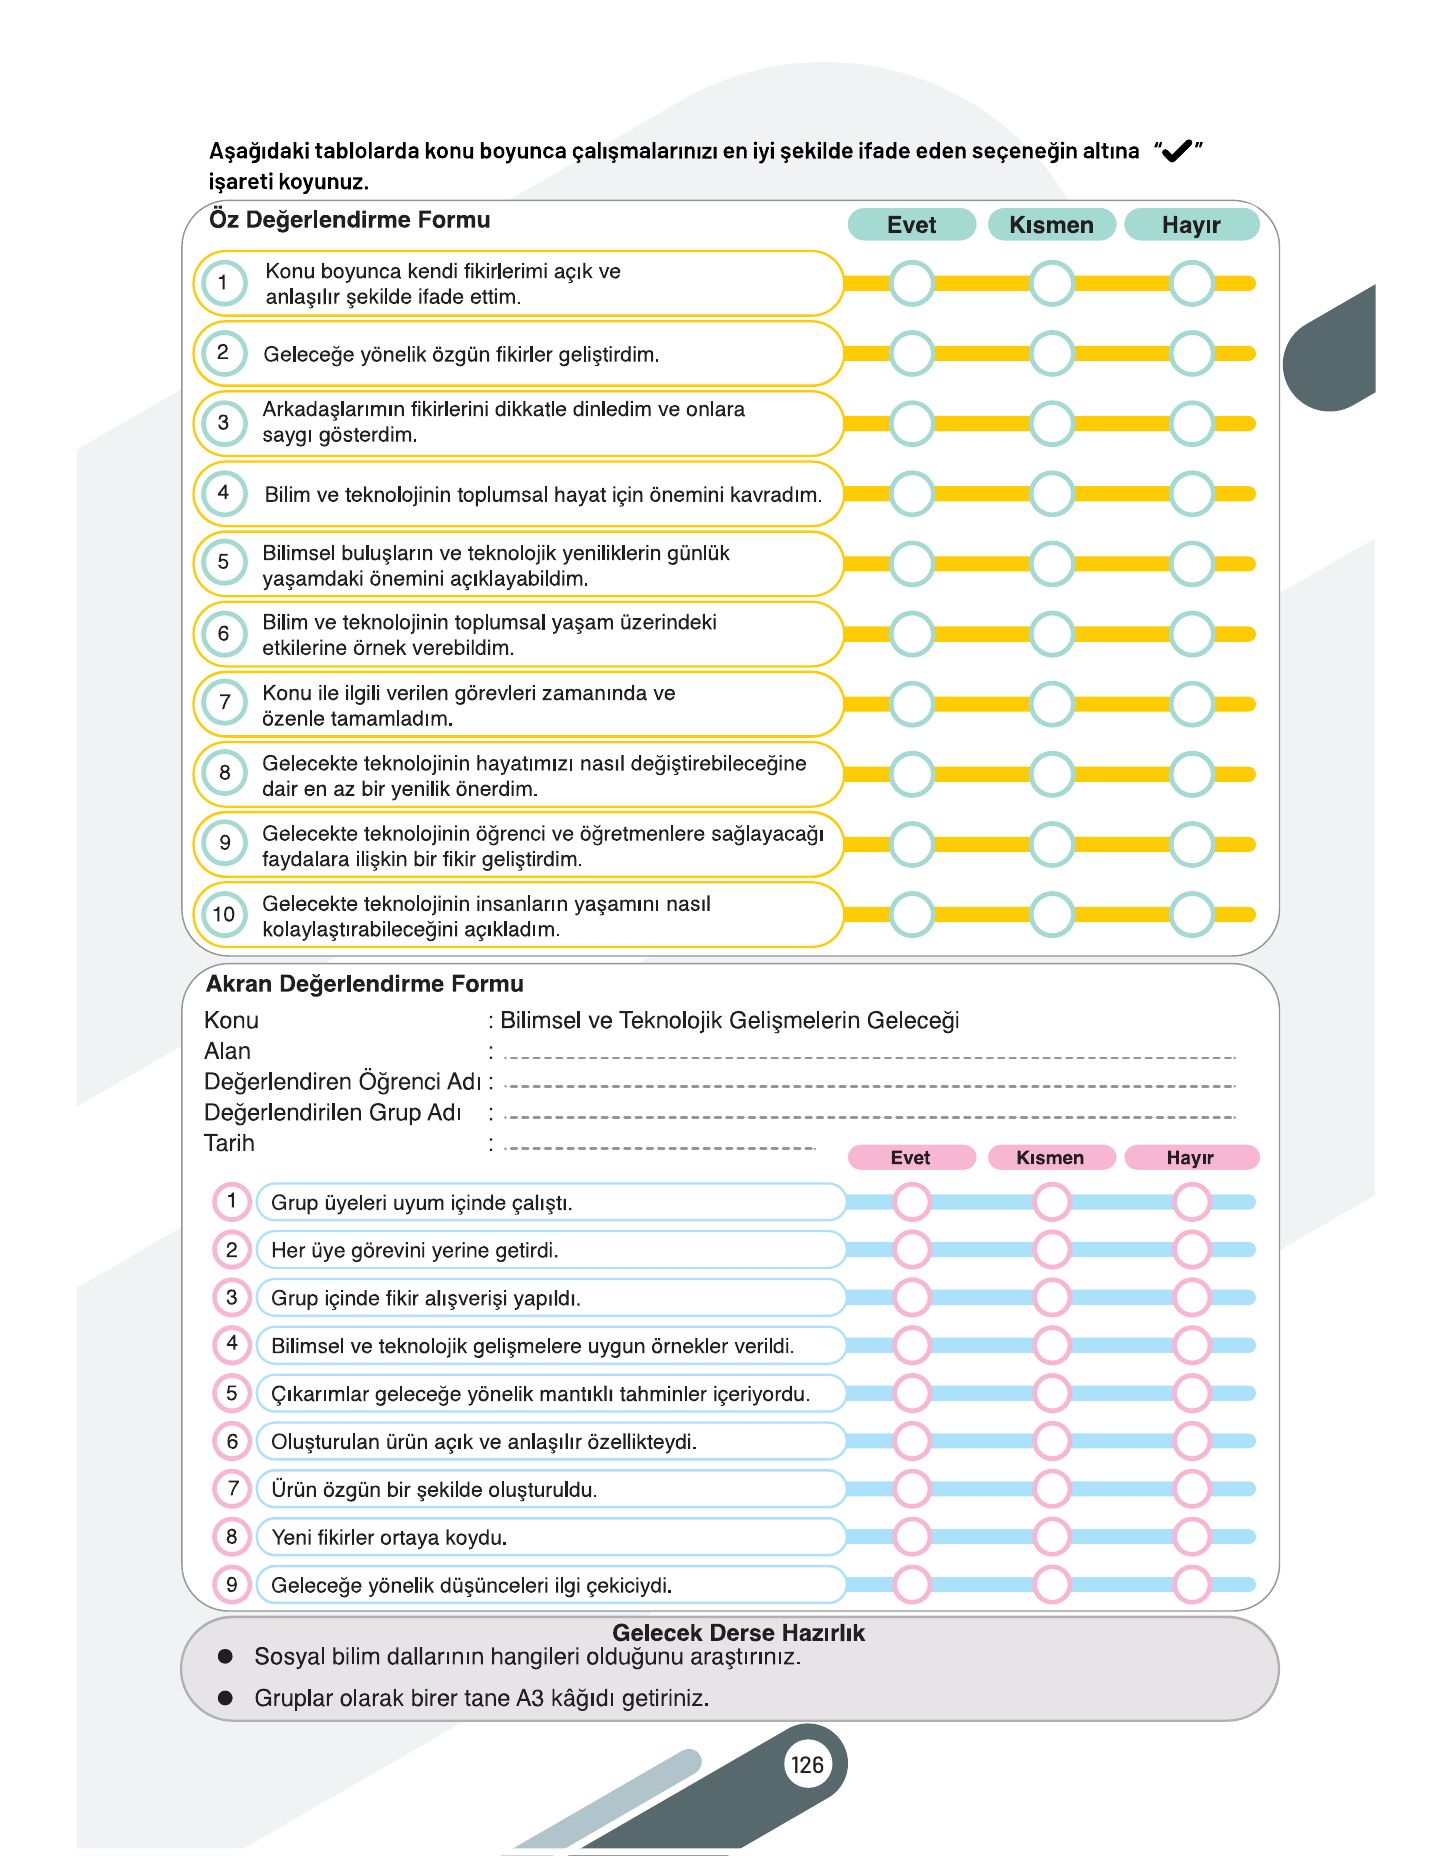 Aşağıdaki tablolarda konu boyunca çalışmalarınızı en iyi şekilde ifade eden seçeneğin altına “✔”
işareti koyunuz.
Öz Değerlendirme Formu
Evet Kısmen Hayır
1 Konu boyunca kendi fikirlerimi açık ve
anlaşılır şekilde ifade ettim.
2 Geleceğe yönelik özgün fikirler geliştirdim.
3 Arkadaşlarımın fikirlerini dikkatle dinledim ve onlara
saygı gösterdim.
4 Bilim ve teknolojinin toplumsal hayat için önemini kavradım.
5 Bilimsel buluşların ve teknolojik yeniliklerin günlük
yaşamdaki önemini açıklayabildim.
6 Bilim ve teknolojinin toplumsal yaşam üzerindeki
etkilerine örnek verebildim.
7 Konu ile ilgili verilen görevleri zamanında ve
özenle tamamladım.
8 Gelecekte teknolojinin hayatımızı nasıl değiştirebileceğine
dair en az bir yenilik önerdim.
9 Gelecekte teknolojinin öğrenci ve öğretmenlere sağlayacağı
faydalara ilişkin bir fikir geliştirdim.
10 Gelecekte teknolojinin insanların yaşamını nasıl
kolaylaştırabileceğini açıkladım.
Akran Değerlendirme Formu
Konu : Bilimsel ve Teknolojik Gelişmelerin Geleceği
Alan :
Değerlendiren Öğrenci Adı :
Değerlendirilen Grup Adı :
Tarih :
Evet Kısmen Hayır
1 Grup üyeleri uyum içinde çalıştı.
2 Her üye görevini yerine getirdi.
3 Grup içinde fikir alışverişi yapıldı.
4 Bilimsel ve teknolojik gelişmelere uygun örnekler verildi.
5 Çıkarımlar geleceğe yönelik mantıklı tahminler içeriyordu.
6 Oluşturulan ürün açık ve anlaşılır özellikteydi.
7 Ürün özgün bir şekilde oluşturuldu.
8 Yeni fikirler ortaya koydu.
9 Geleceğe yönelik düşünceleri ilgi çekiciydi.
Gelecek Derse Hazırlık
● Sosyal bilim dallarının hangileri olduğunu araştırınız.
● Gruplar olarak birer tane A3 kâğıdı getiriniz.
126